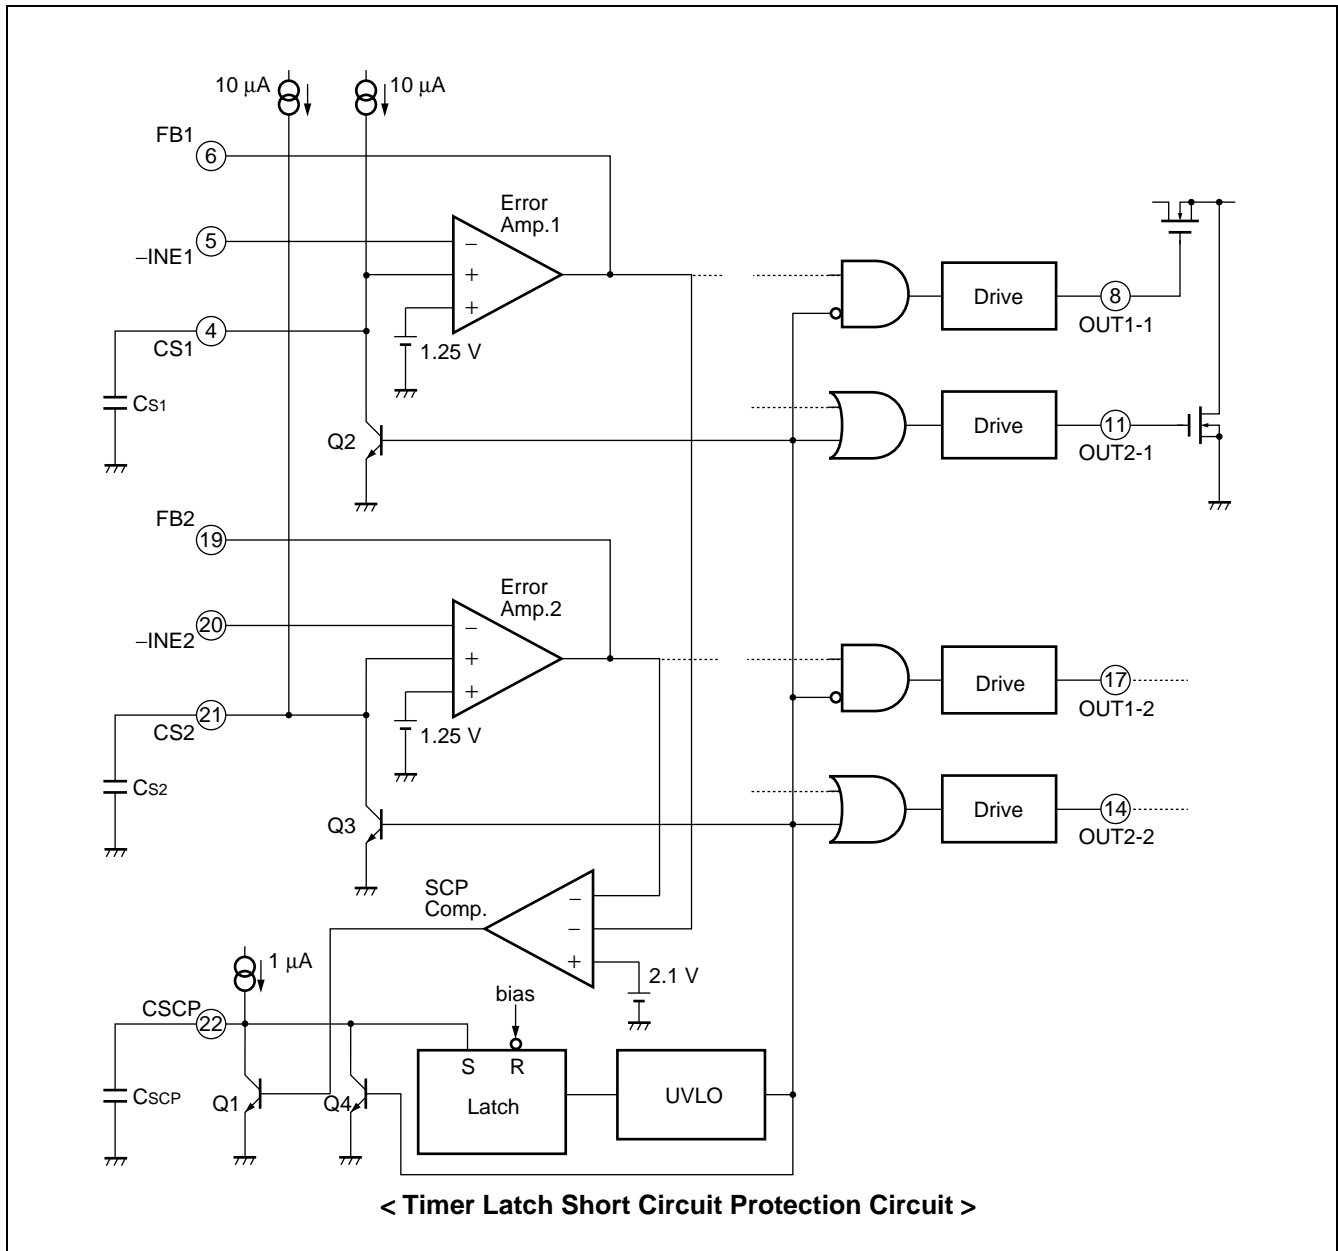 10 μA
10 μA
FB1
6
Error
Amp.1
−INE1
5
−
+
+
4
CS1
1.25 V
CS1
Drive
8
OUT1-1
Q2
Drive
11
OUT2-1
FB2
19
Error
Amp.2
−INE2
20
−
+
+
21
CS2
1.25 V
CS2
Drive
17
OUT1-2
Q3
Drive
14
OUT2-2
SCP
Comp.
−
−
+
2.1 V
1 μA
bias
CSCP
22
S
R
CSCP
Q1
Q4
Latch
UVLO
< Timer Latch Short Circuit Protection Circuit >